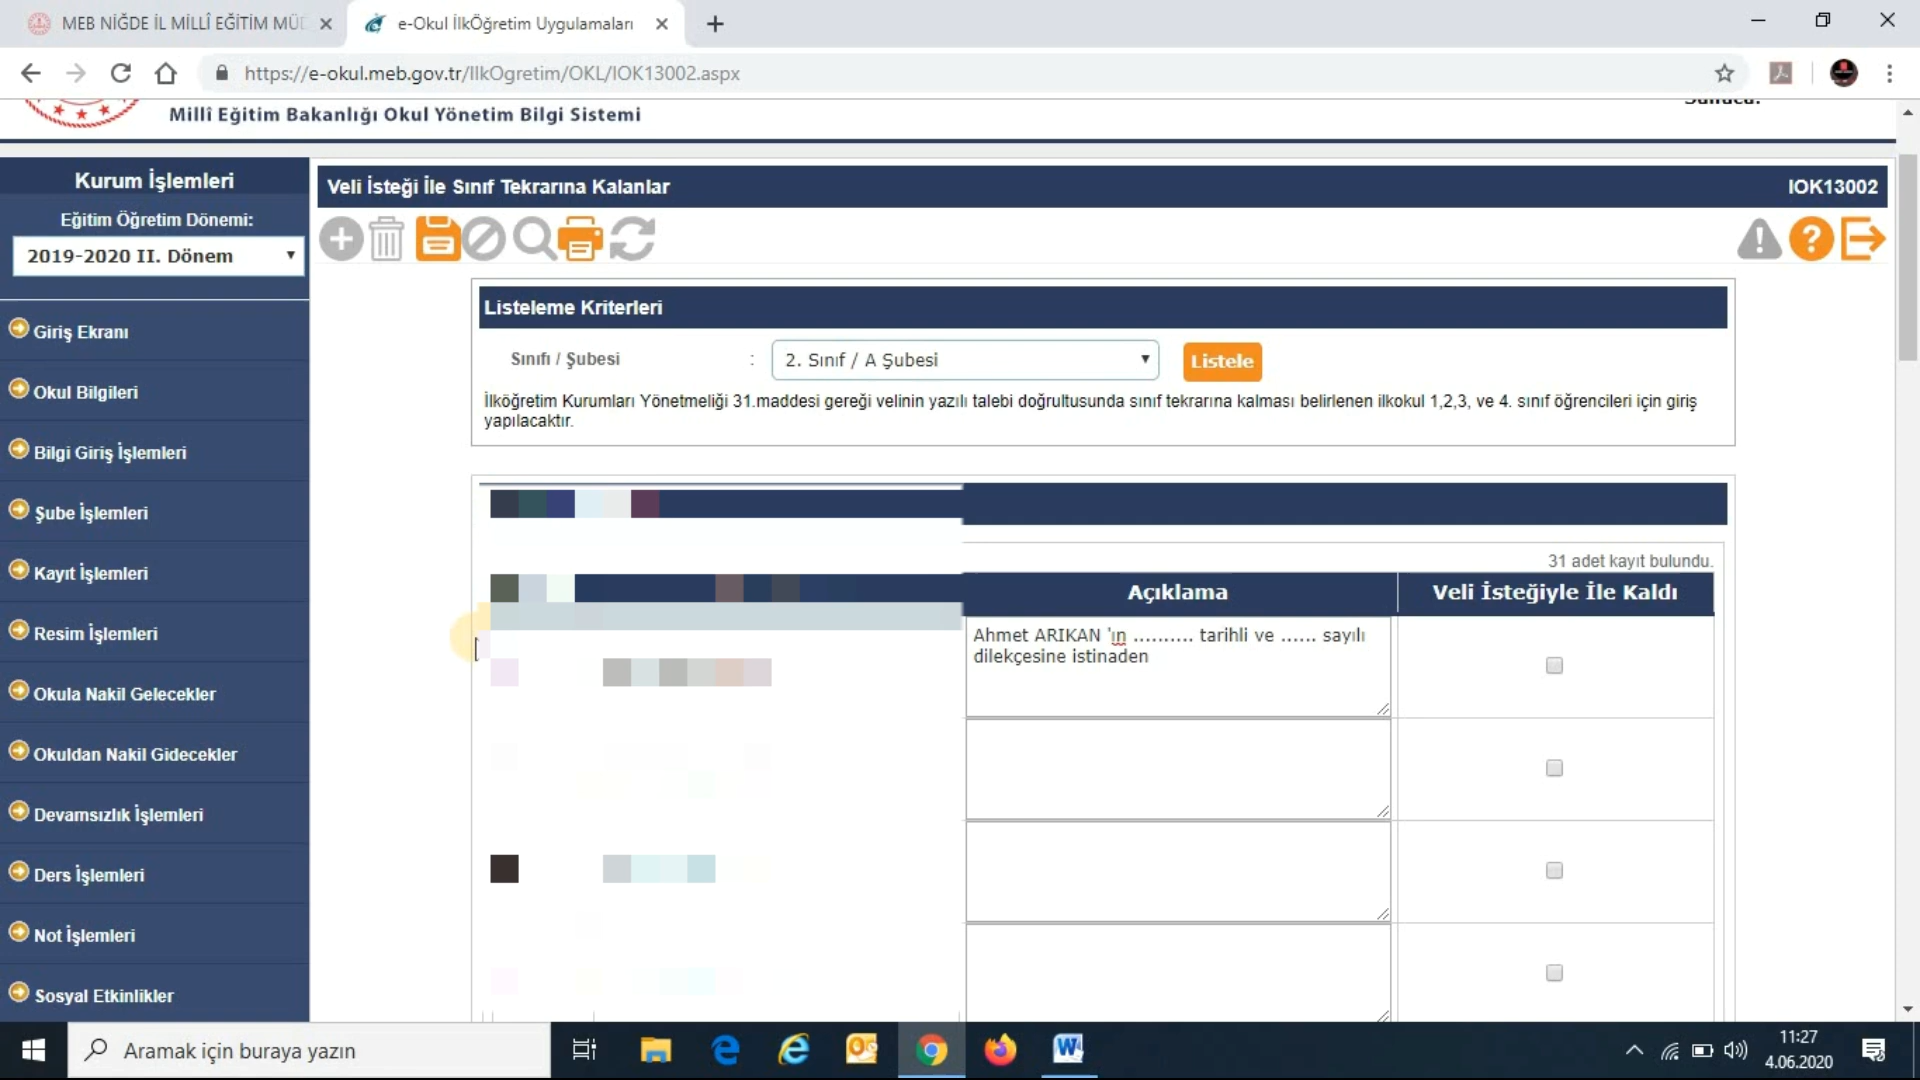 MEB NİĞDE İL MİLLÎ EĞİTİM MÜD
e-Okul İlkÖğretim Uygulamaları
https://e-okul.meb.gov.tr/IlkOgretim/OKL/IOK13002.aspx
Millî Eğitim Bakanlığı Okul Yönetim Bilgi Sistemi
Kurum İşlemleri
Eğitim Öğretim Dönemi:
2019-2020 II. Dönem
Giriş Ekranı
Okul Bilgileri
Bilgi Giriş İşlemleri
Şube İşlemleri
Kayıt İşlemleri
Resim İşlemleri
Okula Nakil Gelecekler
Okuldan Nakil Gidecekler
Devamsızlık İşlemleri
Ders İşlemleri
Not İşlemleri
Sosyal Etkinlikler
Veli İsteği İle Sınıf Tekrarına Kalanlar
IOK13002
Listeleme Kriterleri
Sınıfı / Şubesi : 2. Sınıf / A Şubesi Listele
İlköğretim Kurumları Yönetmeliği 31.maddesi gereği velinin yazılı talebi doğrultusunda sınıf tekrarına kalması belirlenen ilkokul 1,2,3, ve 4. sınıf öğrencileri için giriş
yapılacaktır.
31 adet kayıt bulundu.
Açıklama
Veli İsteğiyle İle Kaldı
Ahmet ARIKAN 'ın .......... tarihli ve ...... sayılı
dilekçesine istinaden
Aramak için buraya yazın
11:27
4.06.2020